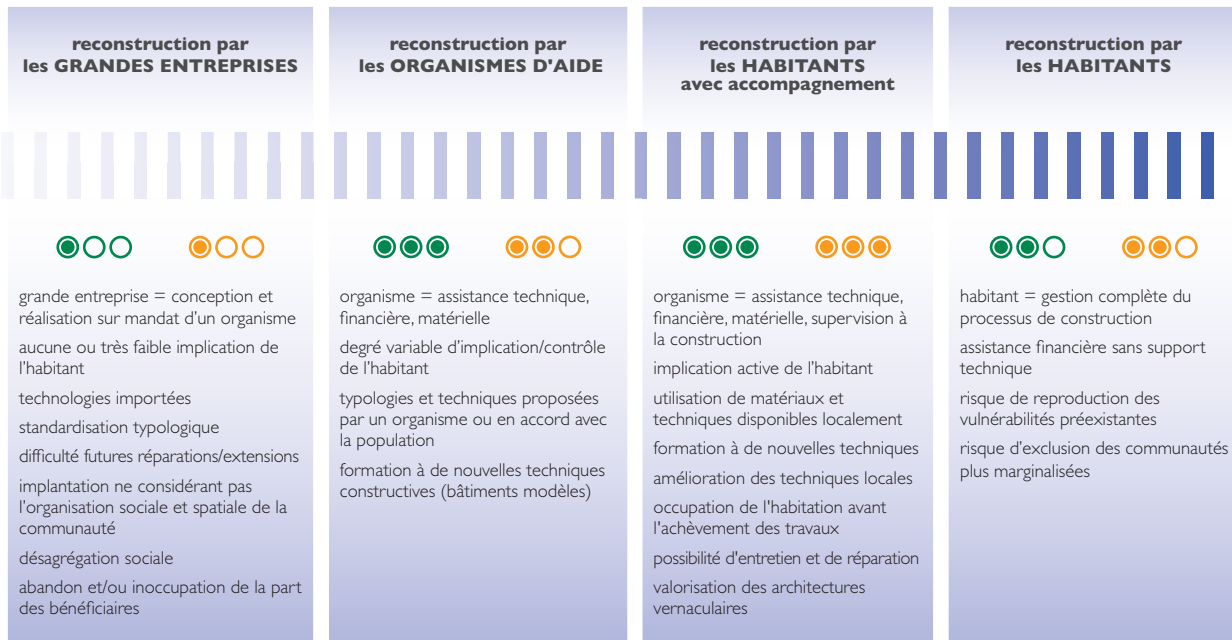 reconstruction par
les GRANDES ENTREPRISES
grande entreprise = conception et
réalisation sur mandat d’un organisme
aucune ou très faible implication de
l’habitant
technologies importées
standardisation typologique
difficulté futures réparations/extensions
implantation ne considérant pas
l’organisation sociale et spatiale de la
communauté
désagrégation sociale
abandon et/ou inoccupation de la part
des bénéficiaires
reconstruction par
les ORGANISMES D'AIDE
organisme = assistance technique,
financière, matérielle
degré variable d’implication/contrôle
de l’habitant
typologies et techniques proposées
par un organisme ou en accord avec
la population
formation à de nouvelles techniques
constructives (bâtiments modèles)
reconstruction par
les HABITANTS
avec accompagnement
organisme = assistance technique,
financière, matérielle, supervision à
la construction
implication active de l’habitant
utilisation de matériaux et
techniques disponibles localement
formation à de nouvelles techniques
amélioration des techniques locales
occupation de l'habitation avant
l'achèvement des travaux
possibilité d'entretien et de réparation
valorisation des architectures
vernaculaires
reconstruction par
les HABITANTS
habitant = gestion complète du
processus de construction
assistance financière sans support
technique
risque de reproduction des
vulnérabilités préexistantes
risque d’exclusion des communautés
plus marginalisées